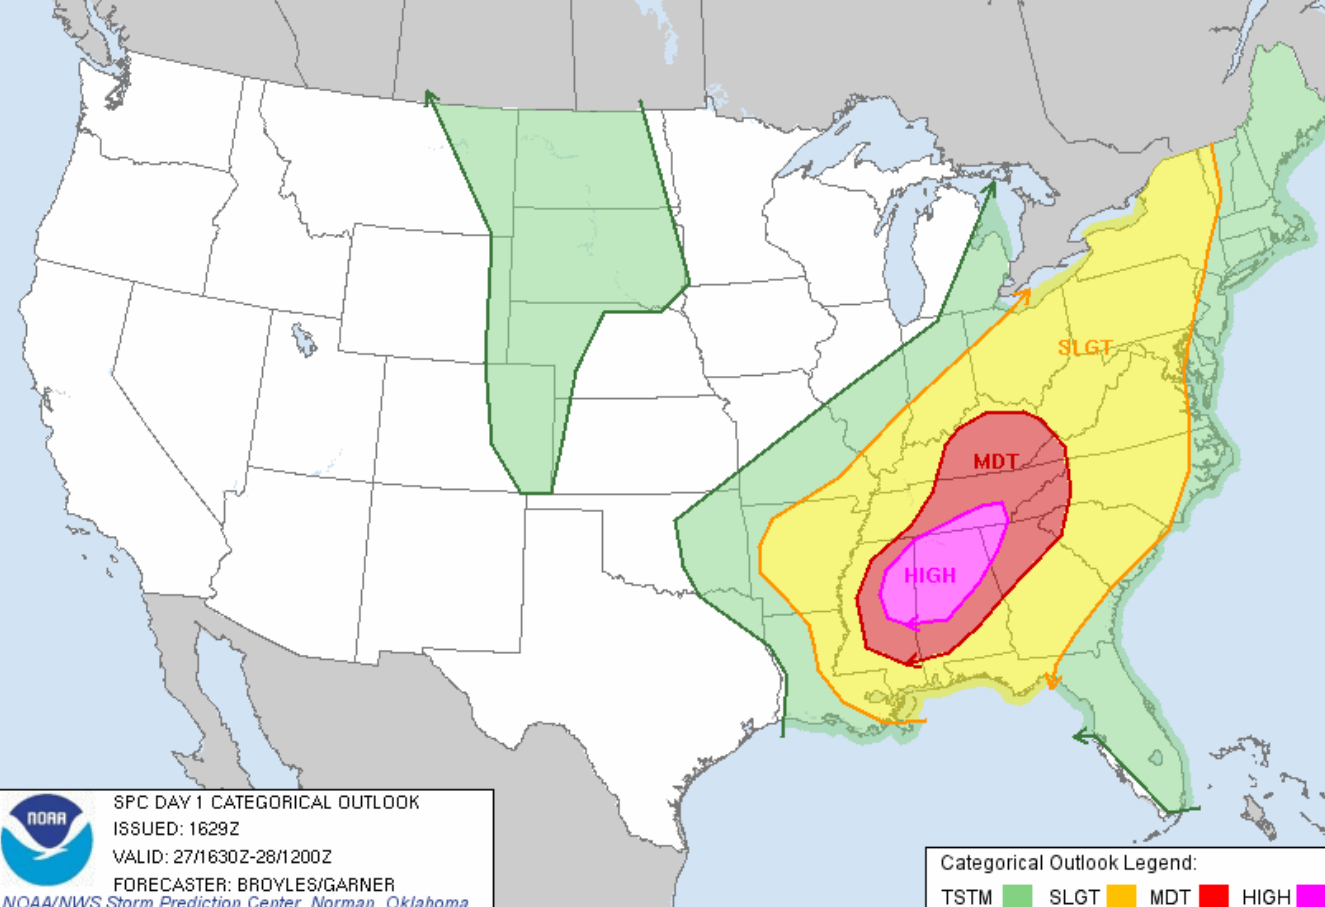 SLGT
MDT
HIGH
NOAA
SPC DAY 1 CATEGORICAL OUTLOOK
ISSUED: 1629Z
VALID: 27/1630Z-28/1200Z
FORECASTER: BROYLES/GARNER
NOAA/NWS Storm Prediction Center, Norman, Oklahoma
Categorical Outlook Legend:
TSTM SLGT MDT HIGH